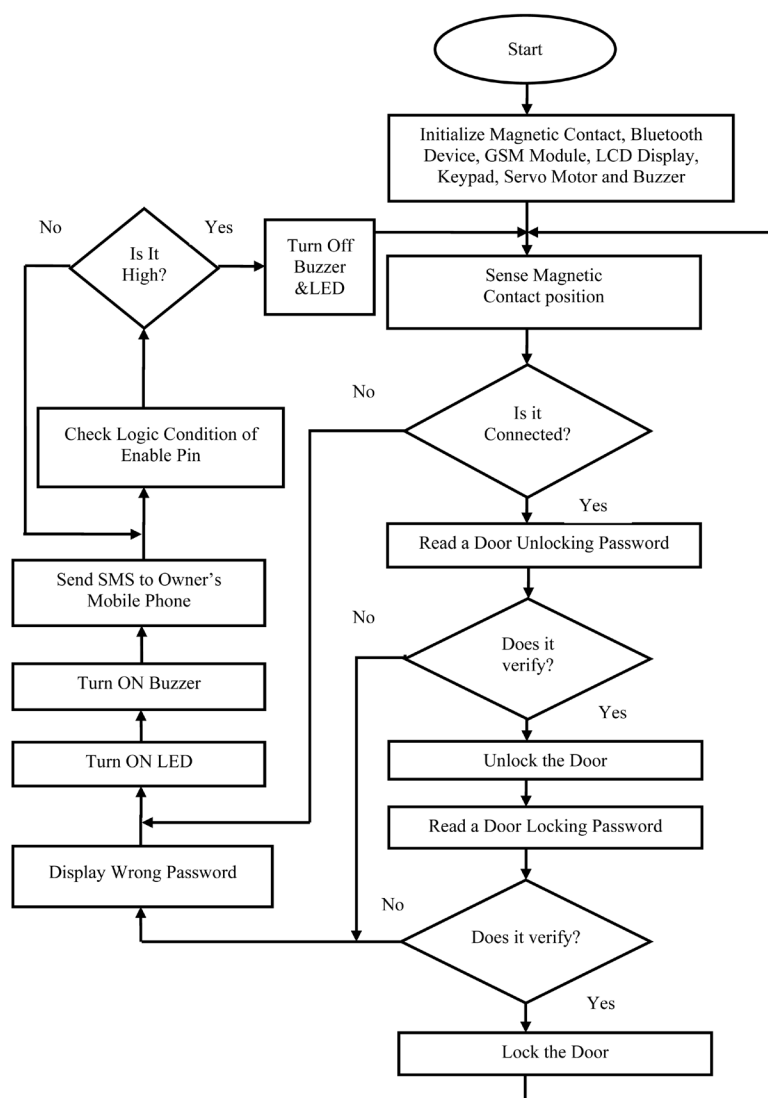 Start
Initialize Magnetic Contact, Bluetooth
Device, GSM Module, LCD Display,
Keypad, Servo Motor and Buzzer
No
Yes
Is It
High?
Turn Off
Buzzer
&LED
Sense Magnetic
Contact position
No
Is it
Connected?
Check Logic Condition of
Enable Pin
Yes
Read a Door Unlocking Password
Send SMS to Owner's
Mobile Phone
No
Does it
verify?
Turn ON Buzzer
Yes
Turn ON LED
Unlock the Door
Read a Door Locking Password
Display Wrong Password
No
Does it verify?
Yes
Lock the Door